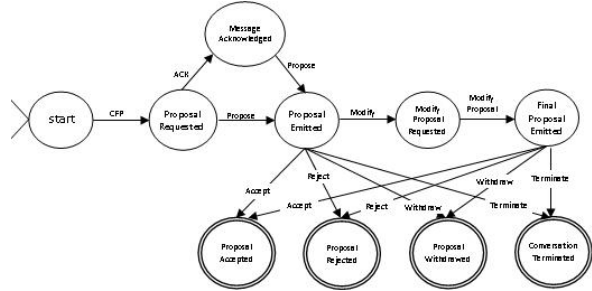 Message
Acknowledged
ACK
Propose
start
CFP
Proposal
Requested
Propose
Proposal
Emitted
Modify
Modify
Proposal
Requested
Modify
Proposal
Final
Proposal
Emitted
Accept
Reject
Withdraw
Terminate
Accept
Reject
Withdraw
Terminate
Proposal
Accepted
Proposal
Rejected
Proposal
Withdrawed
Conversation
Terminated